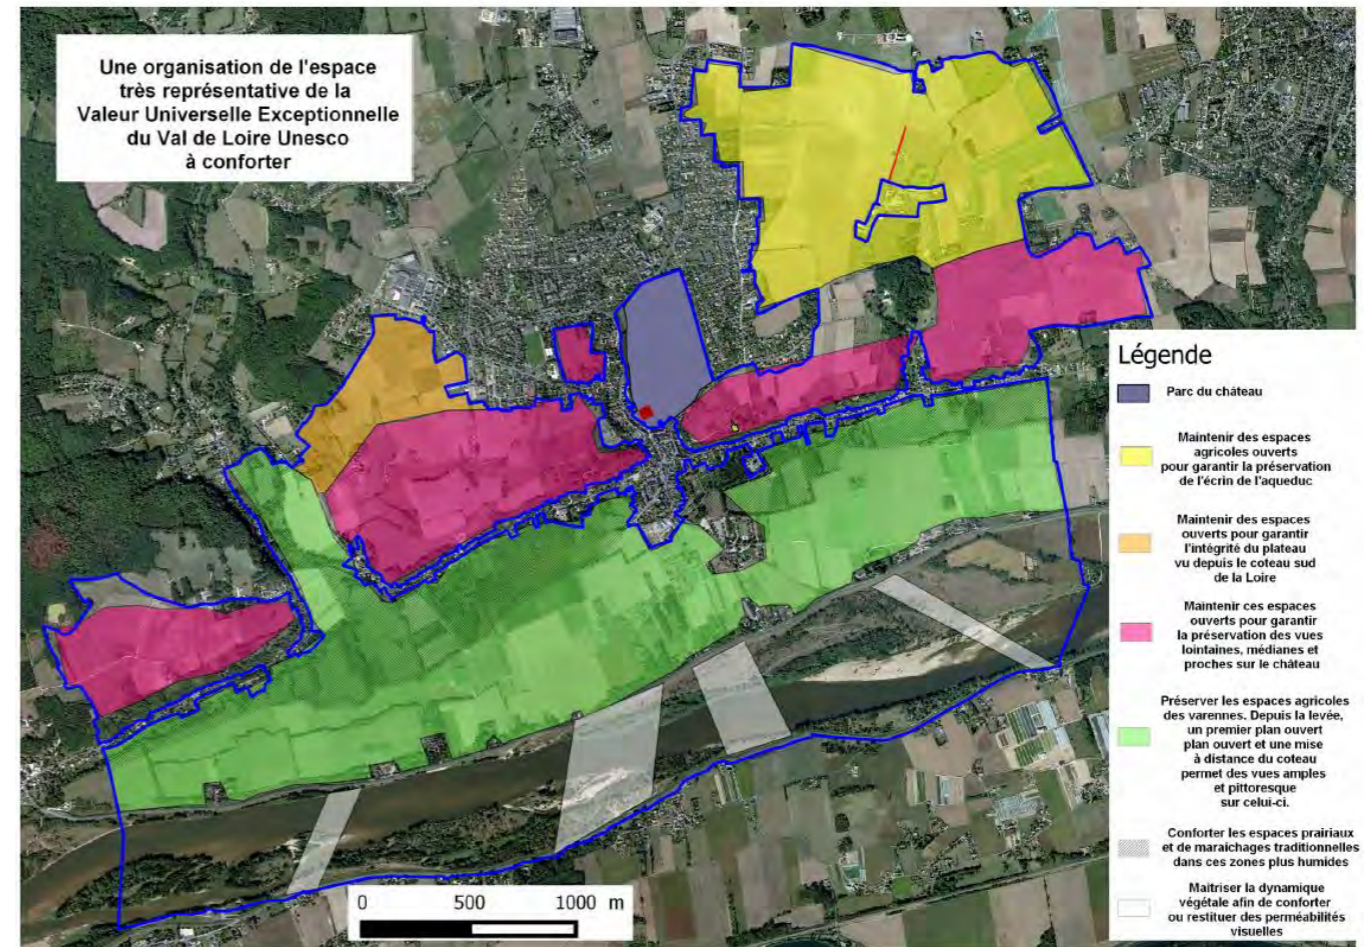 Une organisation de l'espace
très représentative de la
Valeur Universelle Exceptionnelle
du Val de Loire Unesco
à conforter
Légende
Parc du château
Maintenir des espaces
agricoles ouverts
pour garantir la préservation
de l'écrin de l'aqueduc
Maintenir des espaces
ouverts pour garantir
l'intégrité du plateau
vu depuis le coteau sud
de la Loire
Maintenir ces espaces
ouverts pour garantir
la préservation des vues
lointaines, médianes et
proches sur le château
Préserver les espaces agricoles
des varennes. Depuis la levée,
un premier plan ouvert
plan ouvert et une mise
à distance du coteau
permet des vues amples
et pittoresque
sur celui-ci.
Conforter les espaces prairiaux
et de maraichages traditionnelles
dans ces zones plus humides
Maitriser la dynamique
végétale afin de conforter
ou restituer des perméabilités
visuelles
0 500 1000 m